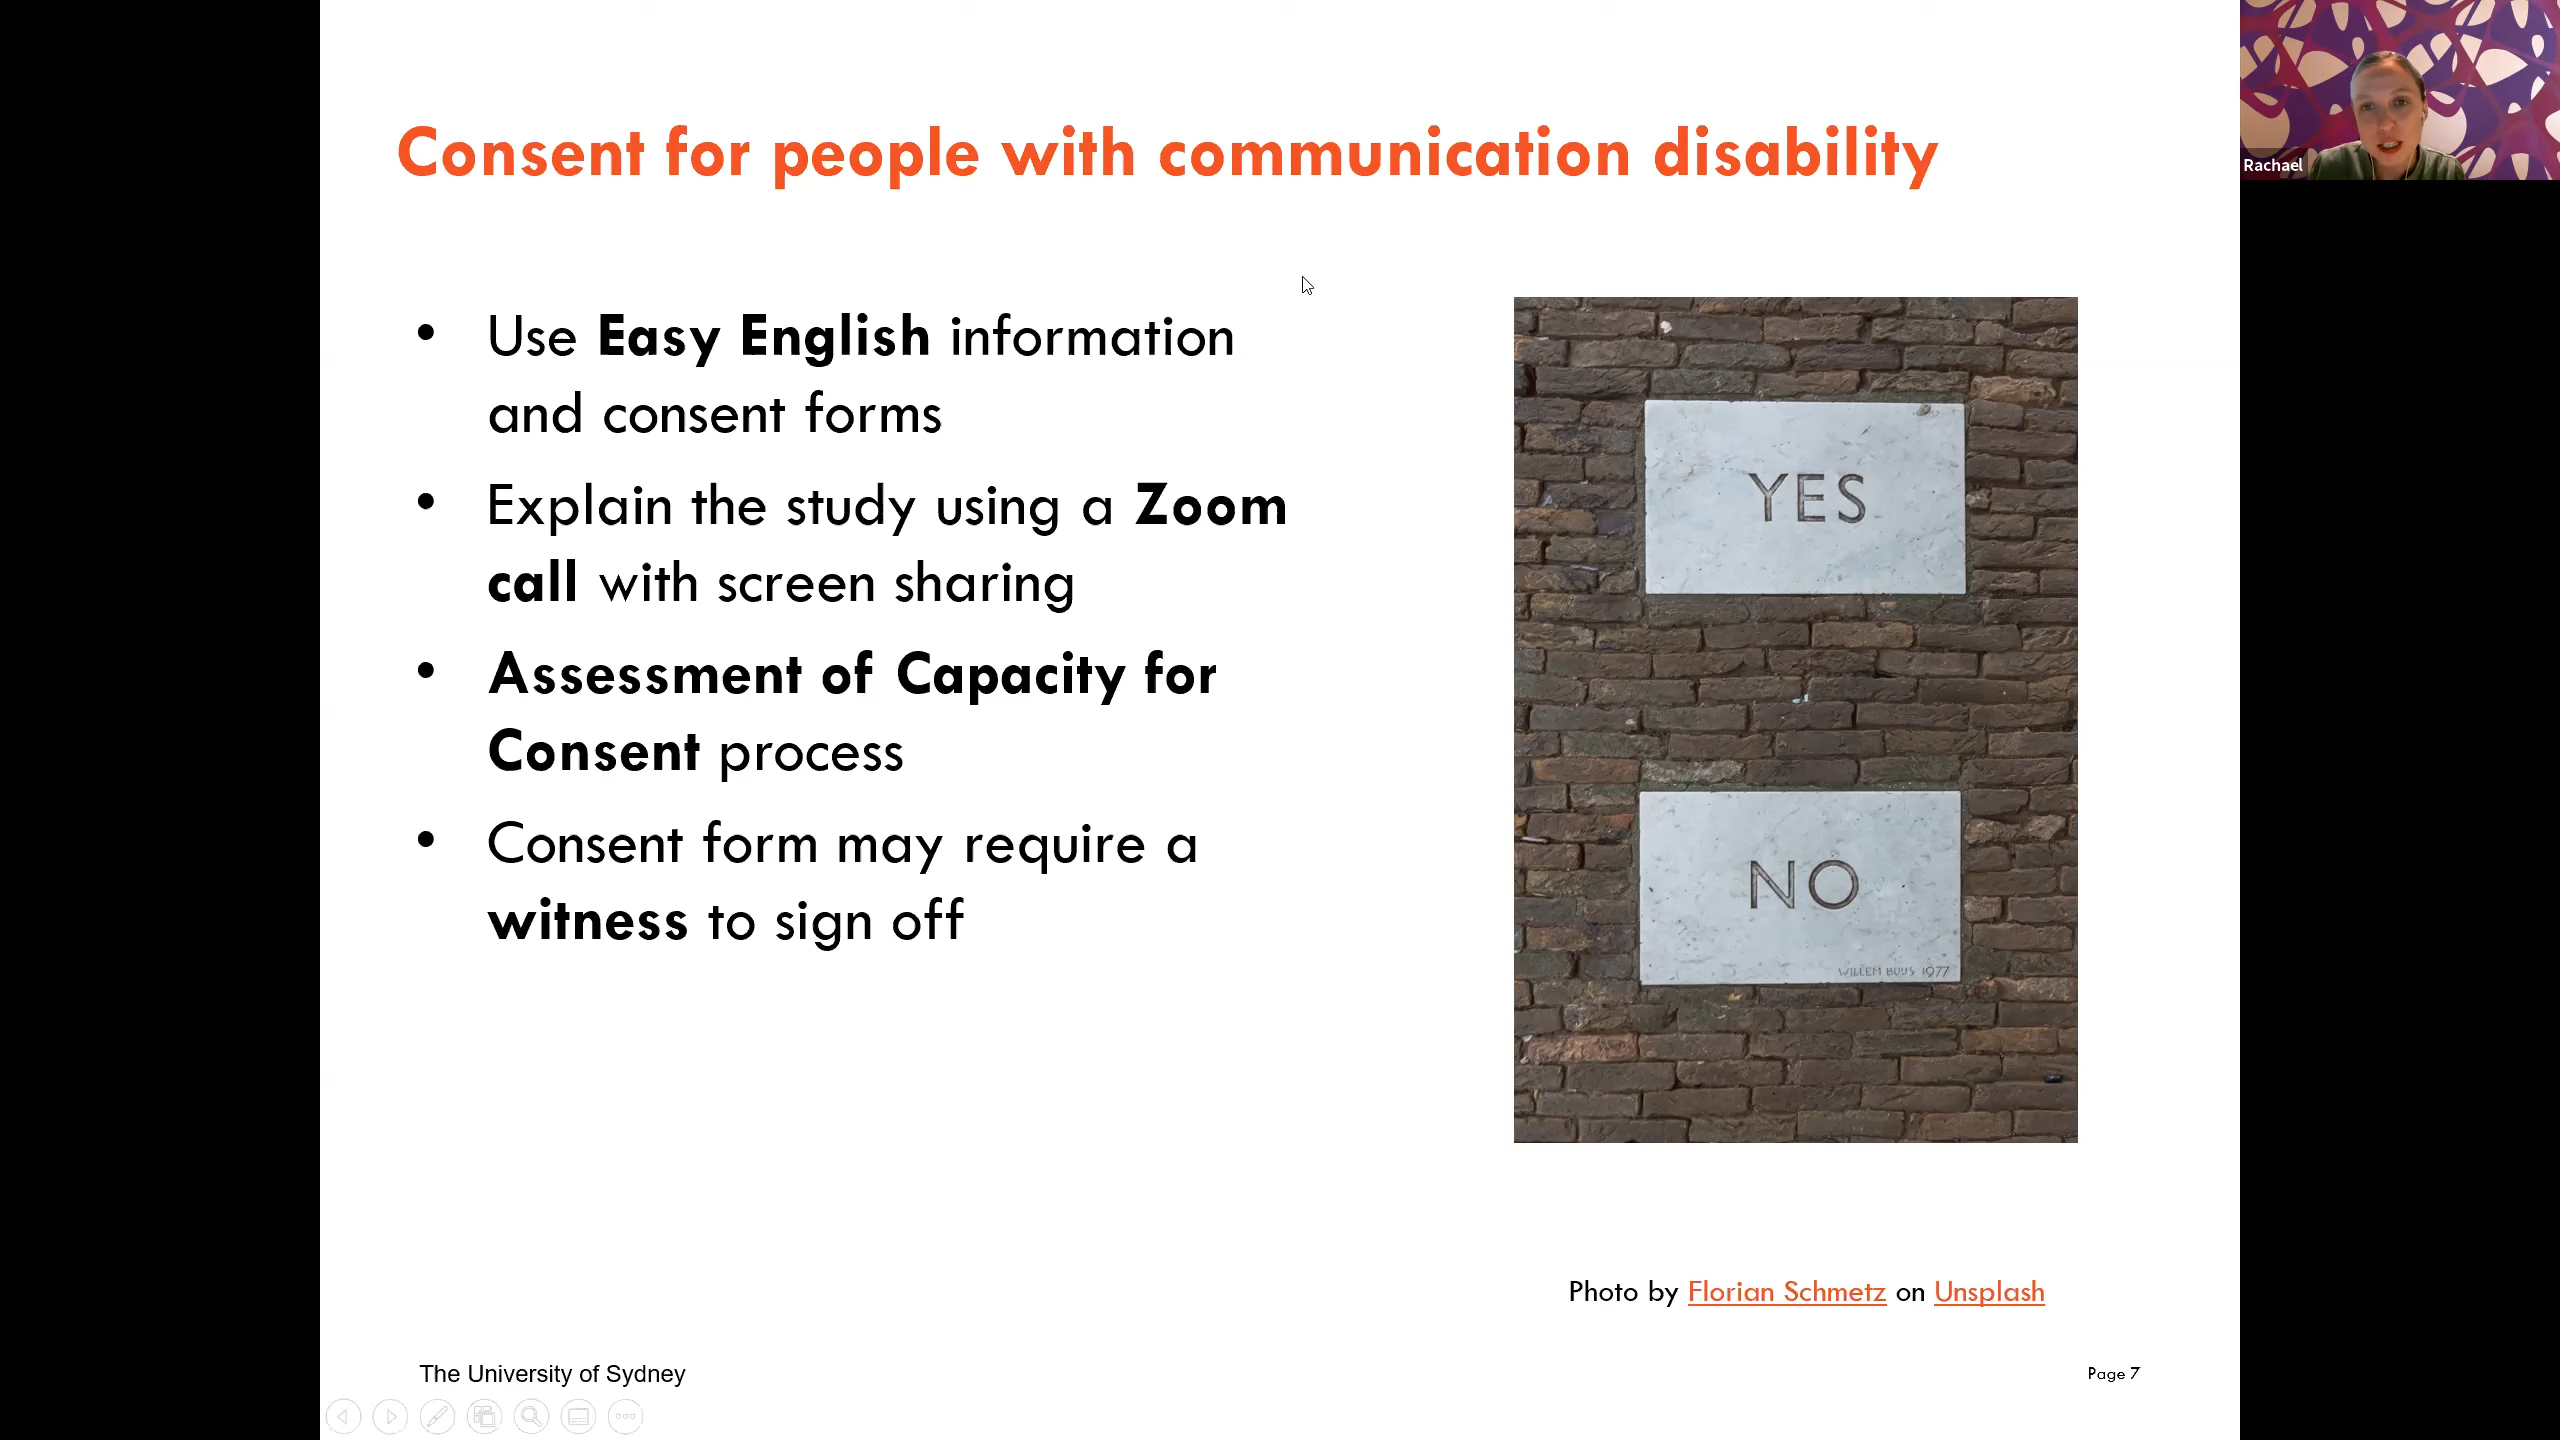 Consent for people with communication disability
Rachael
• Use Easy English information
and consent forms
• Explain the study using a Zoom
call with screen sharing
• Assessment of Capacity for
Consent process
• Consent form may require a
witness to sign off
YES
NO
WILLEM BUUS 1977
Photo by Florian Schmetz on Unsplash
The University of Sydney
Page 7